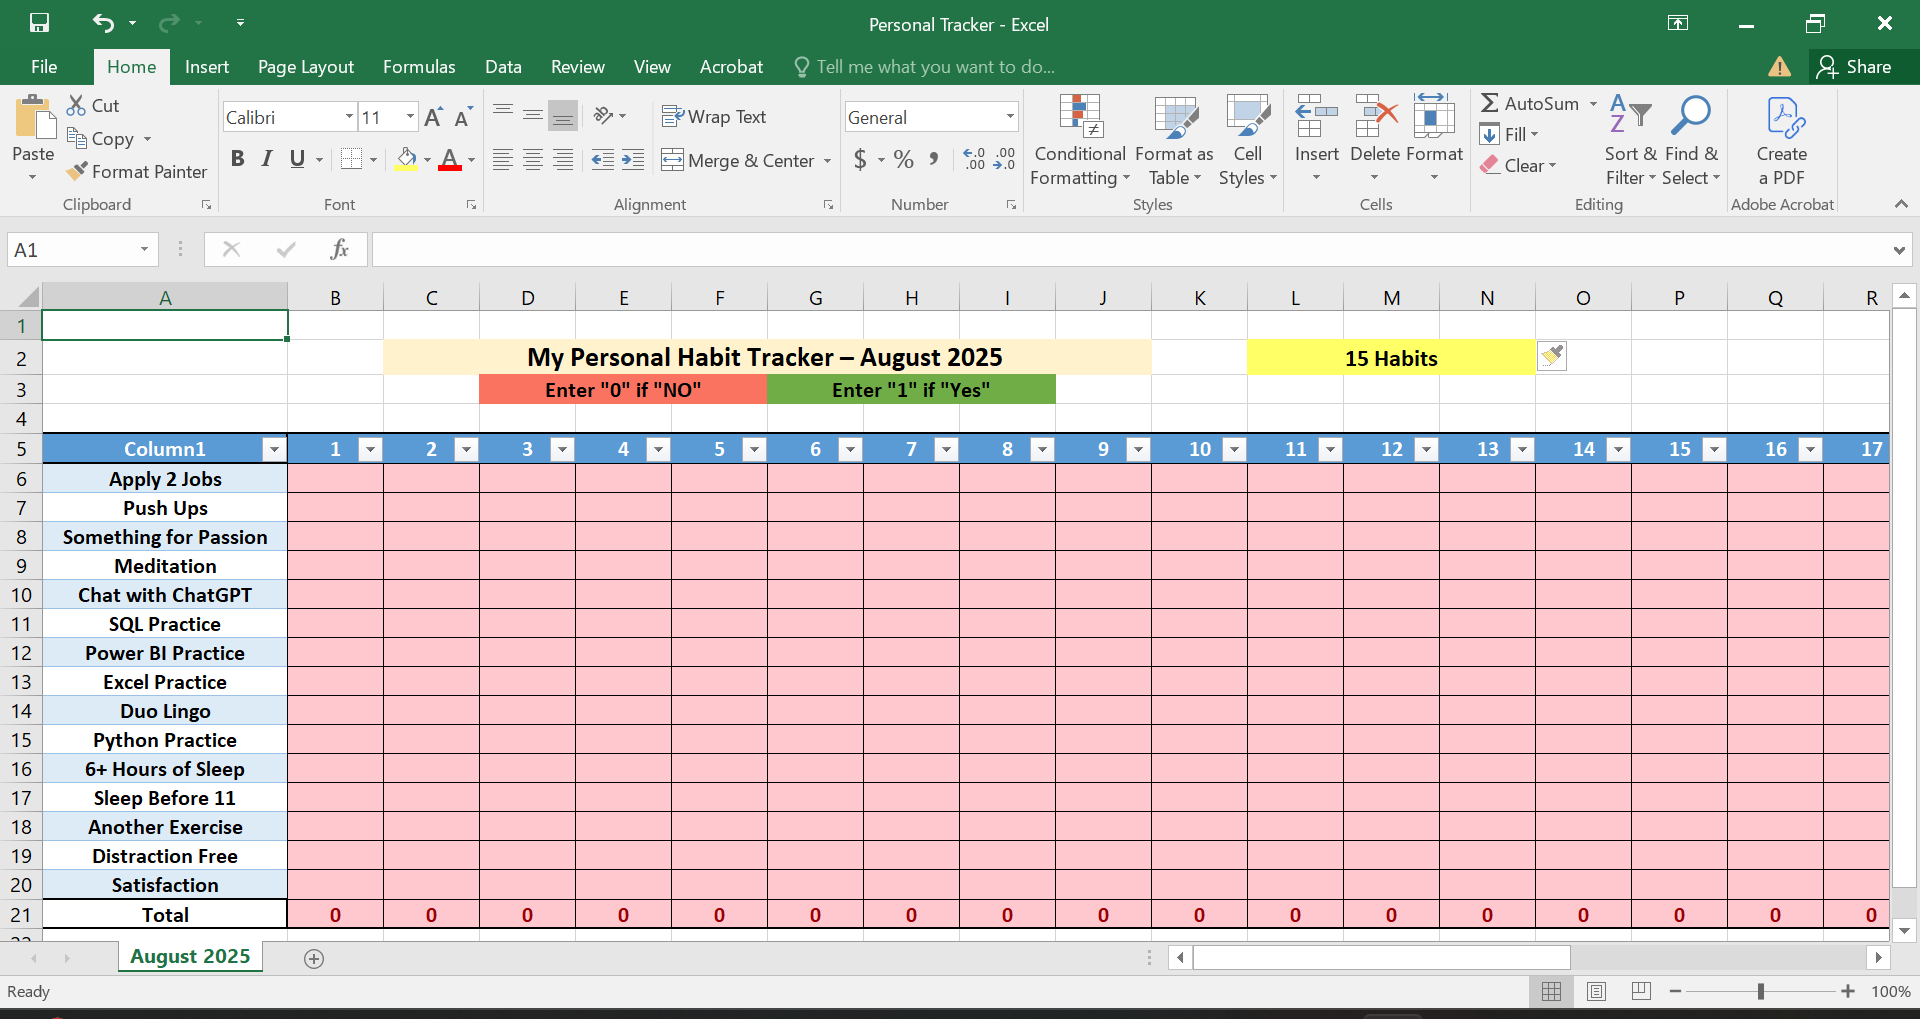 Personal Tracker - Excel
File Home Insert Page Layout Formulas Data Review View Acrobat Tell me what you want to do... Share
Paste
Cut
Copy
Format Painter
Clipboard
Calibri 11
B I U
Font
Wrap Text
Merge & Center
Alignment
General
$ % ,
Number
Conditional Formatting
Format as Table
Cell Styles
Styles
Insert
Delete
Format
Cells
AutoSum
Fill
Clear
Sort & Filter
Find & Select
Editing
Create a PDF
Adobe Acrobat
A1
fx
A B C D E F G H I J K L M N O P Q R
1
2 My Personal Habit Tracker – August 2025 15 Habits
3 Enter "0" if "NO" Enter "1" if "Yes"
4
5 Column1 1 2 3 4 5 6 7 8 9 10 11 12 13 14 15 16 17
6 Apply 2 Jobs
7 Push Ups
8 Something for Passion
9 Meditation
10 Chat with ChatGPT
11 SQL Practice
12 Power BI Practice
13 Excel Practice
14 Duo Lingo
15 Python Practice
16 6+ Hours of Sleep
17 Sleep Before 11
18 Another Exercise
19 Distraction Free
20 Satisfaction
21 Total 0 0 0 0 0 0 0 0 0 0 0 0 0 0 0 0 0
August 2025
Ready
100%